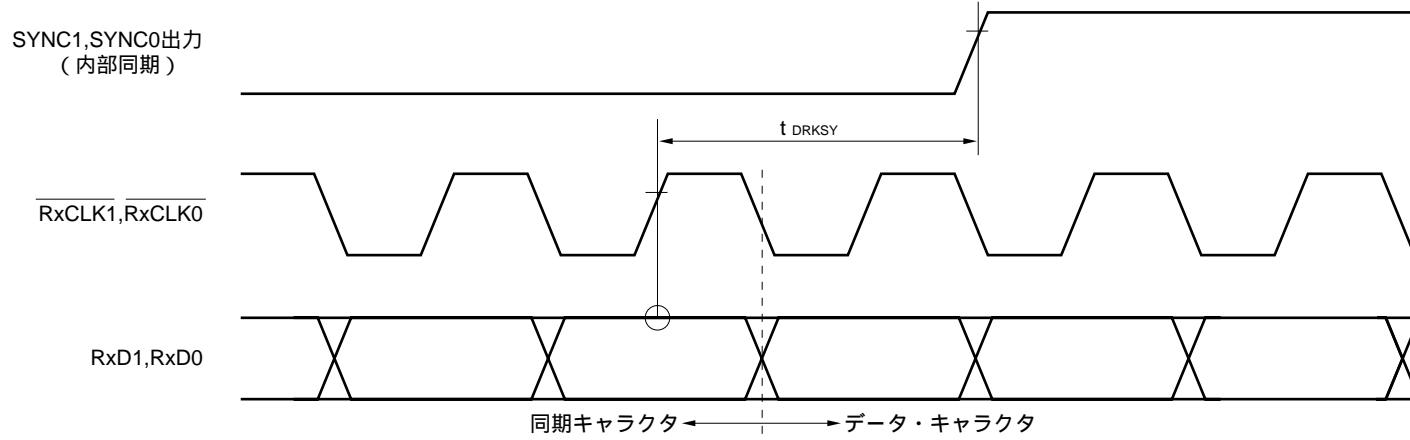 SYNC1,SYNC0出力
（内部同期）
t DRKSY
RxCLK1,RxCLK0
RxD1,RxD0
同期キャラクタ データ・キャラクタ